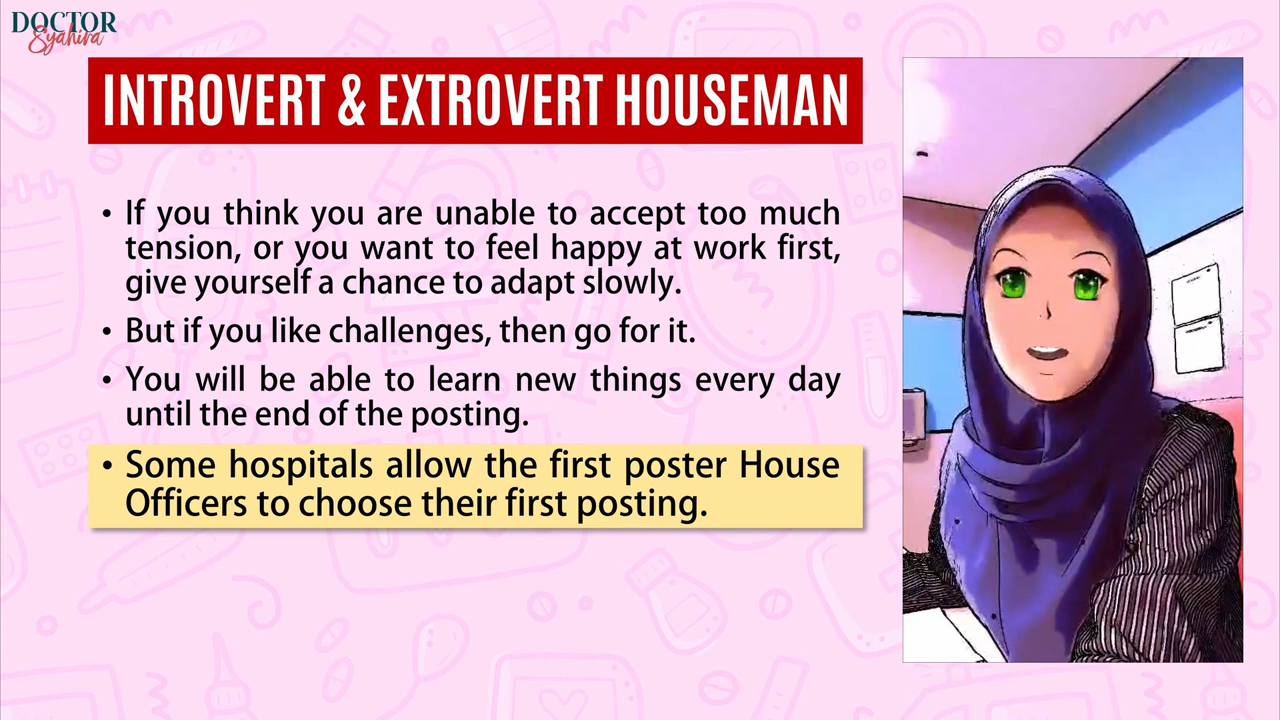 DOCTOR
Syahira
INTROVERT & EXTROVERT HOUSEMAN
• If you think you are unable to accept too much
tension, or you want to feel happy at work first,
give yourself a chance to adapt slowly.
• But if you like challenges, then go for it.
• You will be able to learn new things every day
until the end of the posting.
• Some hospitals allow the first poster House
Officers to choose their first posting.